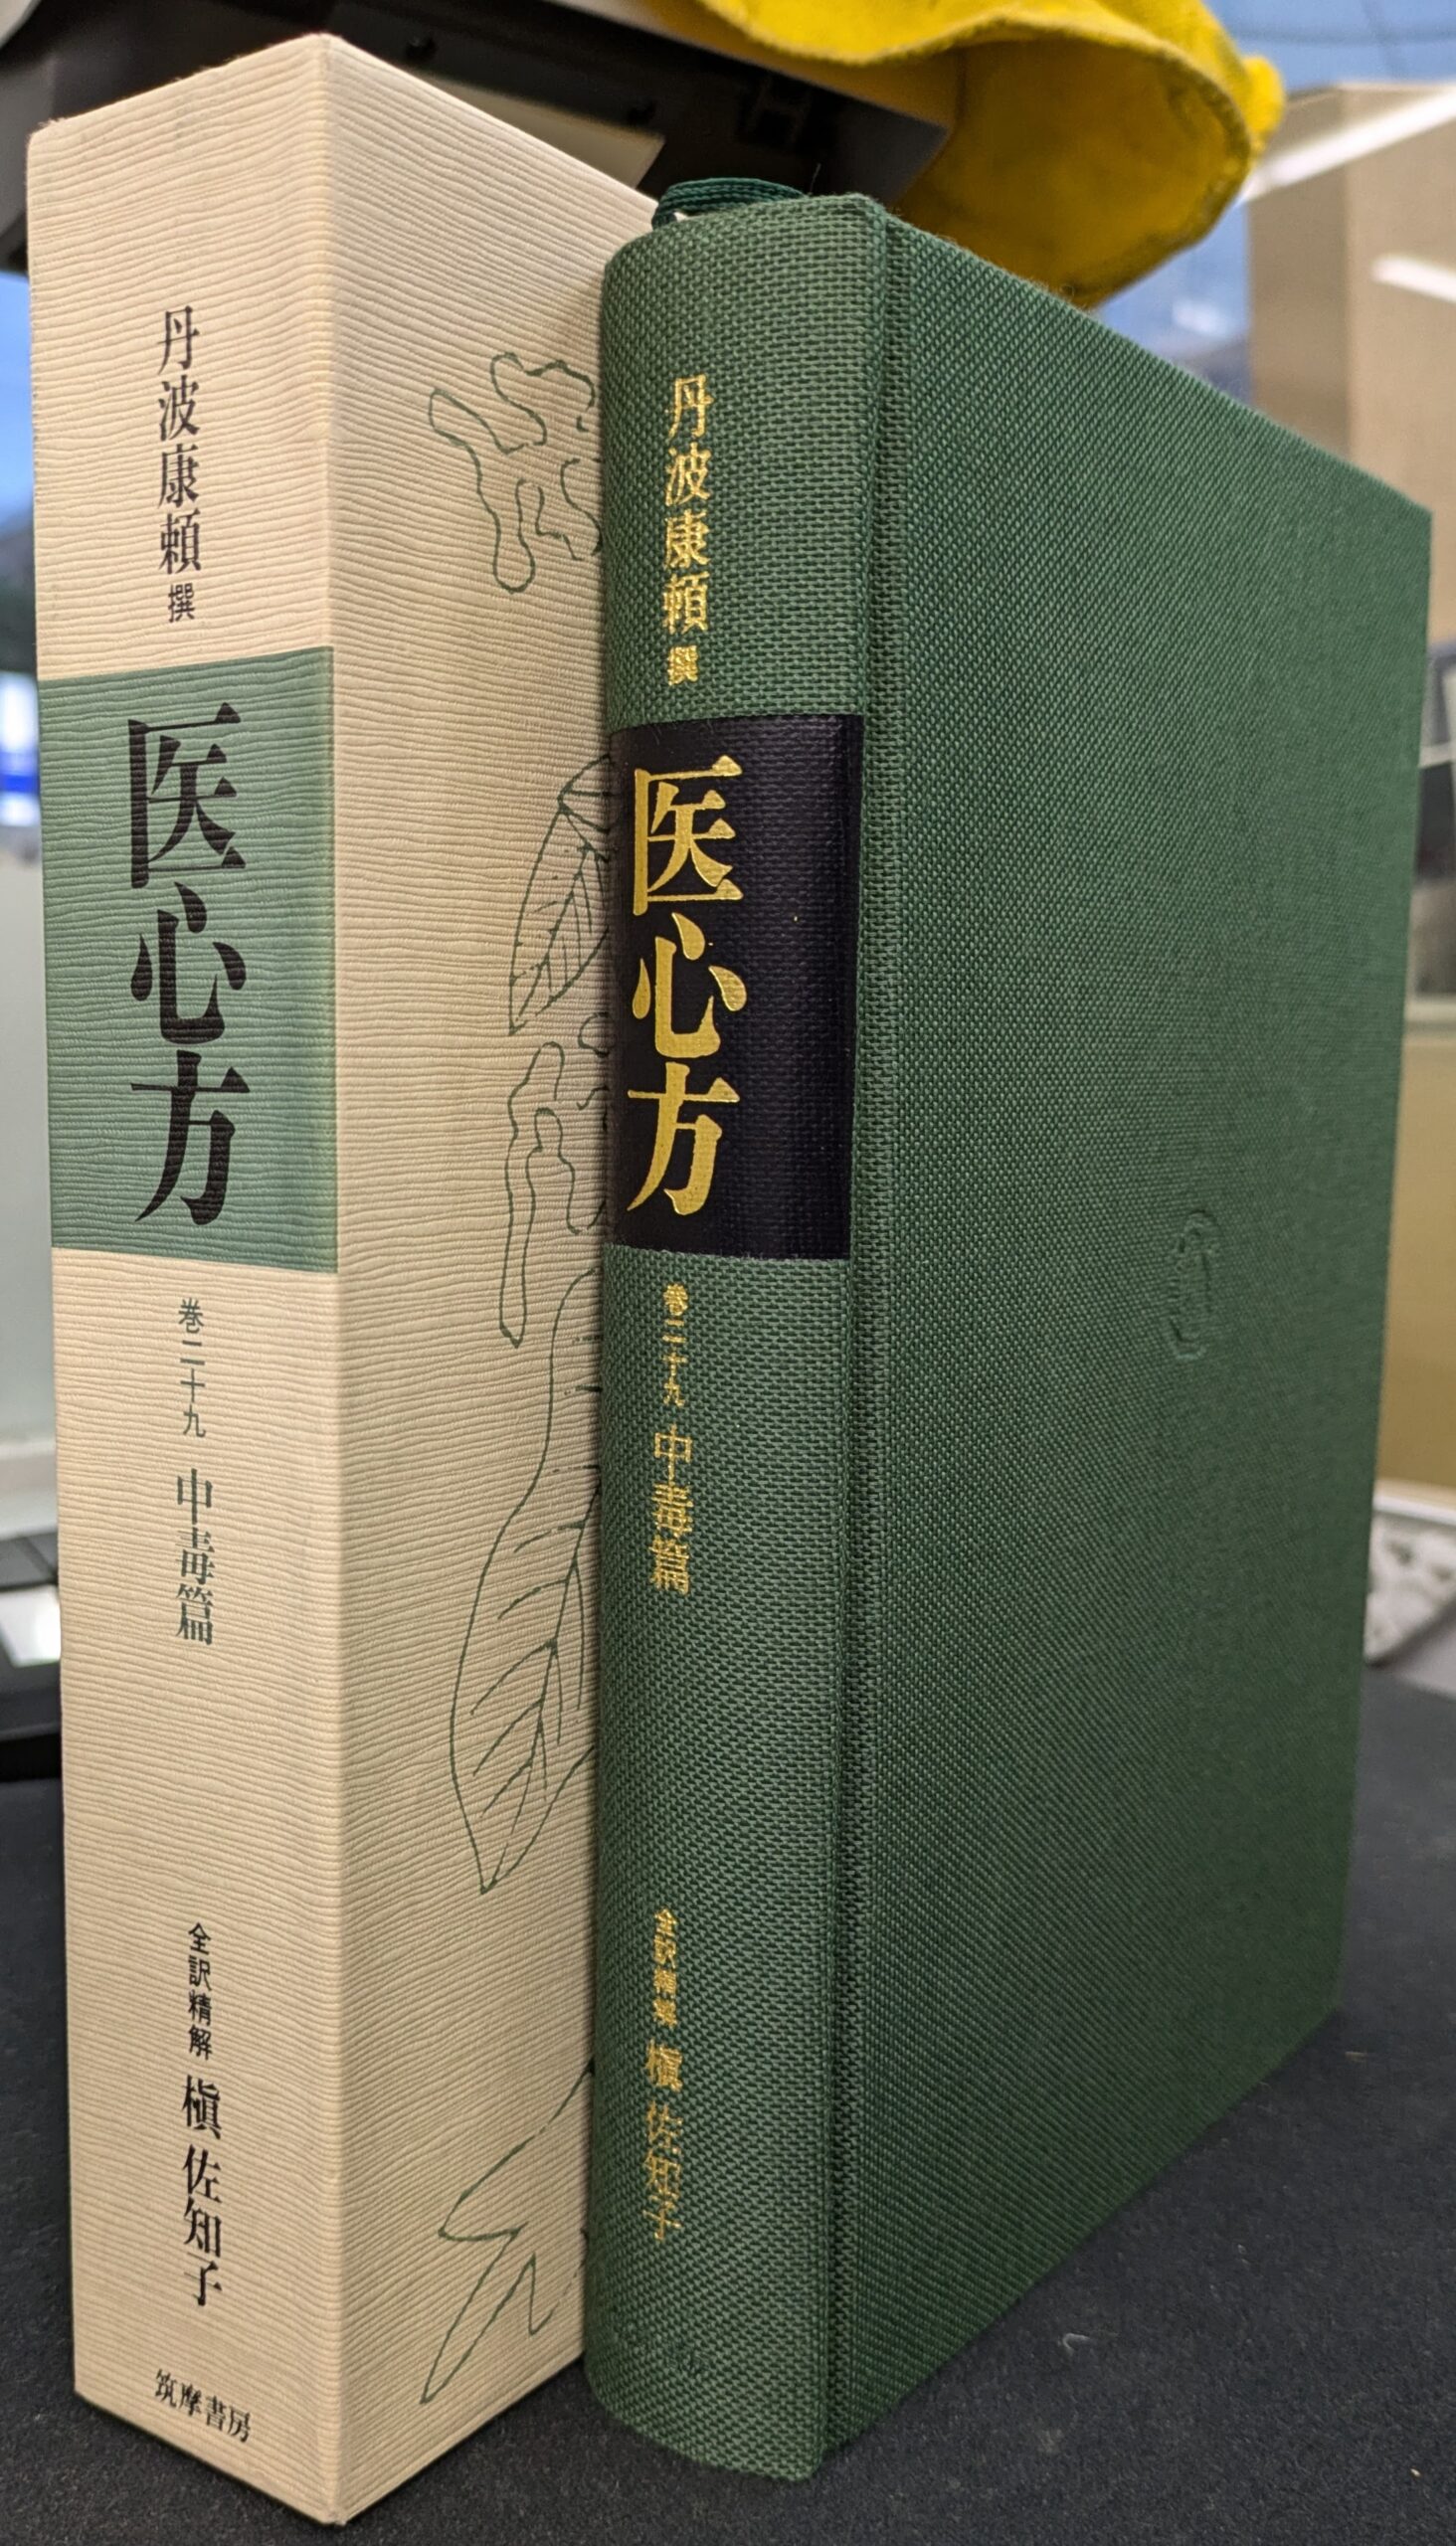 丹波康頼 撰
医心方
巻二十九 中毒篇
全訳精解 槇 佐知子
筑摩書房
丹波康頼 撰
医心方
巻二十九 中毒篇
全訳精解 槇 佐知子